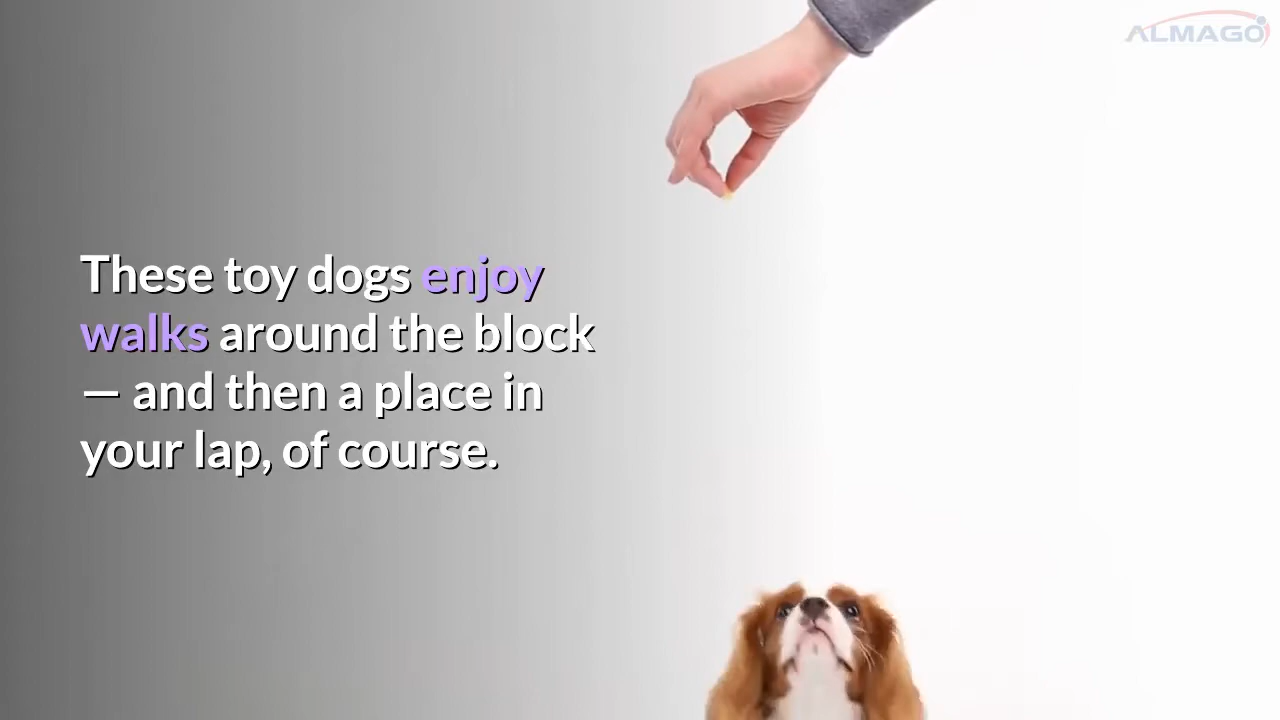 ALMAGO
These toy dogs enjoy
walks around the block
— and then a place in
your lap, of course.